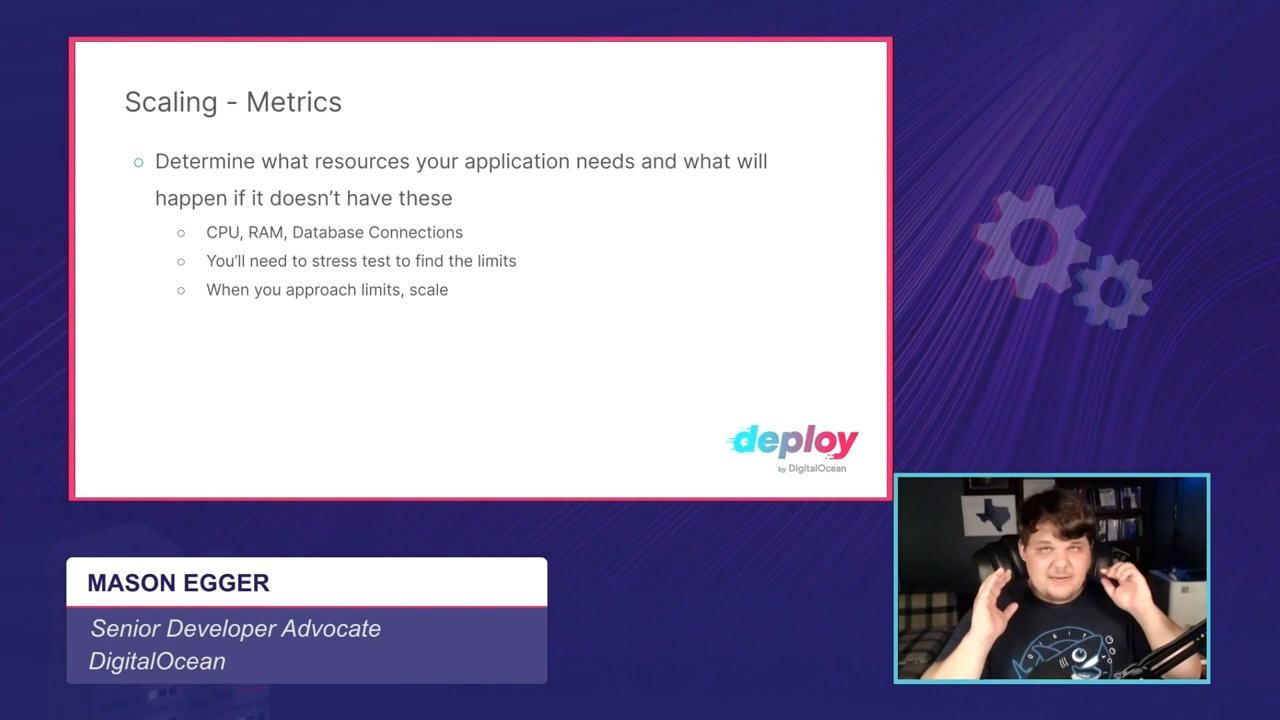 Scaling - Metrics
○ Determine what resources your application needs and what will
happen if it doesn’t have these
○ CPU, RAM, Database Connections
○ You’ll need to stress test to find the limits
○ When you approach limits, scale
deploy
by DigitalOcean
MASON EGGER
Senior Developer Advocate
DigitalOcean